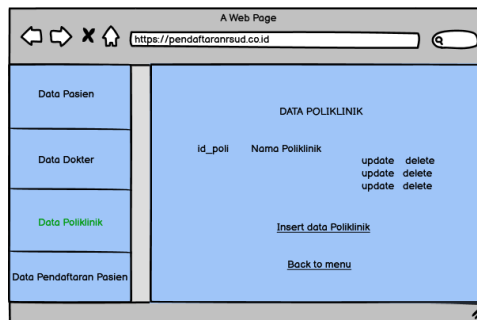 A Web Page
https://pendaftaranrsud.co.id
Data Pasien
Data Dokter
Data Poliklinik
Data Pendaftaran Pasien
DATA POLIKLINIK
id_poli Nama Poliklinik
update delete
update delete
update delete
Insert data Poliklinik
Back to menu